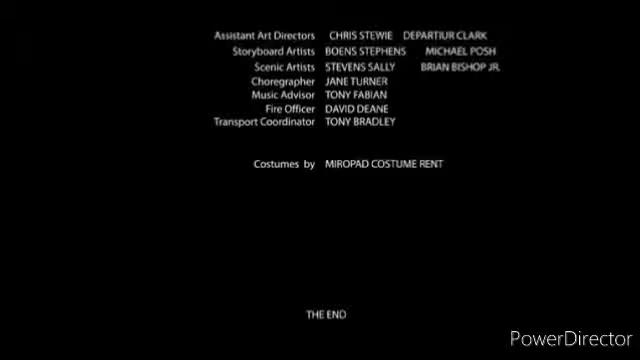 Assistant Art Directors CHRIS STEWIE DEPARTIUR CLARK
Storyboard Artists BOENS STEPHENS MICHAEL POSH
Scenic Artists STEVENS SALLY BRIAN BISHOP JR.
Choregrapher JANE TURNER
Music Advisor TONY FABIAN
Fire Officer DAVID DEANE
Transport Coordinator TONY BRADLEY
Costumes by MIROPAD COSTUME RENT
THE END
PowerDirector